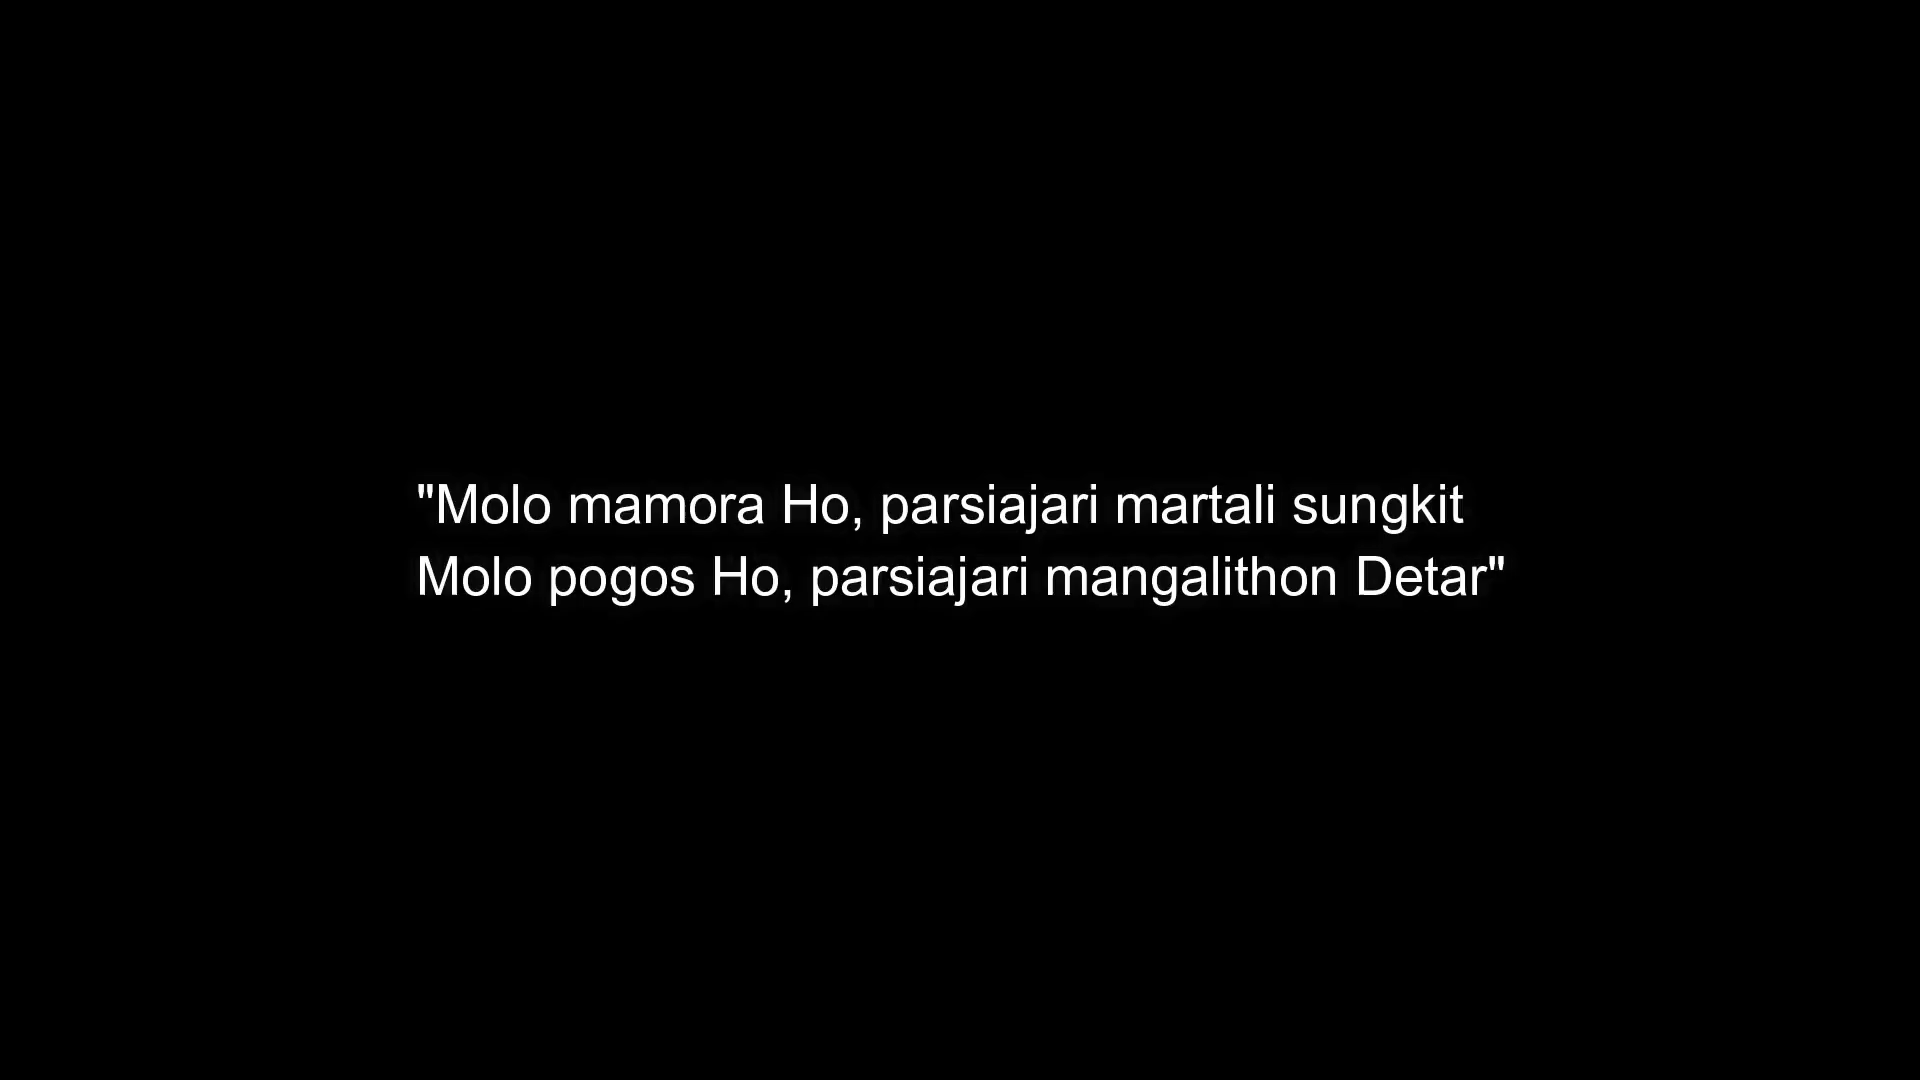 "Molo mamora Ho, parsiajari martali sungkit
Molo pogos Ho, parsiajari mangalithon Detar"